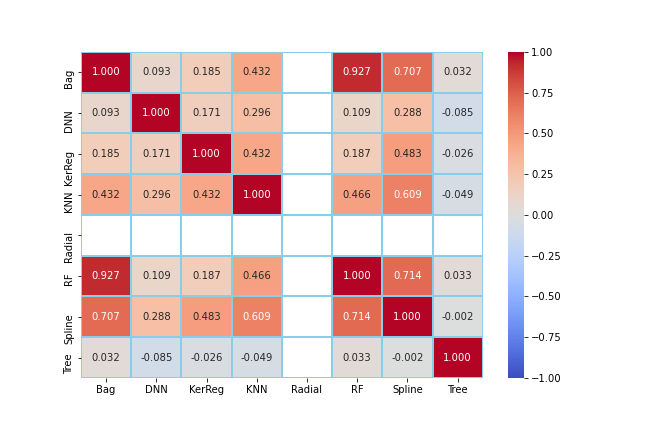 Bag 1.000 0.093 0.185 0.432 0.927 0.707 0.032
DNN 0.093 1.000 0.171 0.296 0.109 0.288 -0.085
KerReg 0.185 0.171 1.000 0.432 0.187 0.483 -0.026
KNN 0.432 0.296 0.432 1.000 0.466 0.609 -0.049
Radial
RF 0.927 0.109 0.187 0.466 1.000 0.714 0.033
Spline 0.707 0.288 0.483 0.609 0.714 1.000 -0.002
Tree 0.032 -0.085 -0.026 -0.049 0.033 -0.002 1.000
Bag DNN KerReg KNN Radial RF Spline Tree
1.00
0.75
0.50
0.25
0.00
−0.25
−0.50
−0.75
−1.00